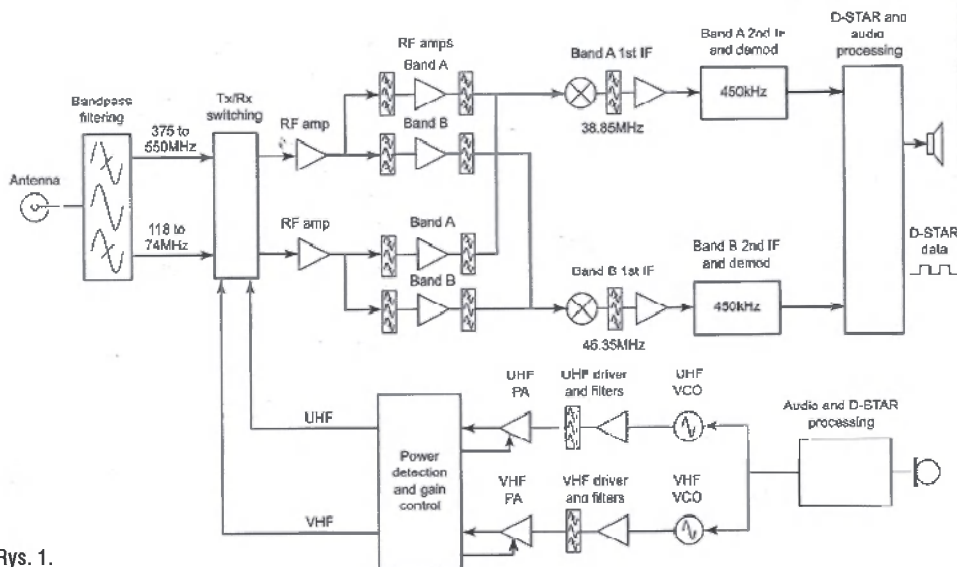 D-STAR and
audio
processing
Band A 2nd IF
and demod
RF amps
Band A
Band A 1st IF
450kHz
38.85MHz
Tx/Rx
switching
Bandpass
filtering
375 to
550MHz
RF amp
Band B
Antenna
118 to
74MHz
RF amp
Band A
Band B
Band B 2nd IF
and demod
D-STAR
data
Band B 1st IF
450kHz
46.35MHz
UHF
PA
UHF driver
and filters
UHF
VCO
Audio and D-STAR
processing
UHF
Power
detection
and gain
control
VHF
PA
VHF driver
and filters
VHF
VCO
VHF
Rys. 1.